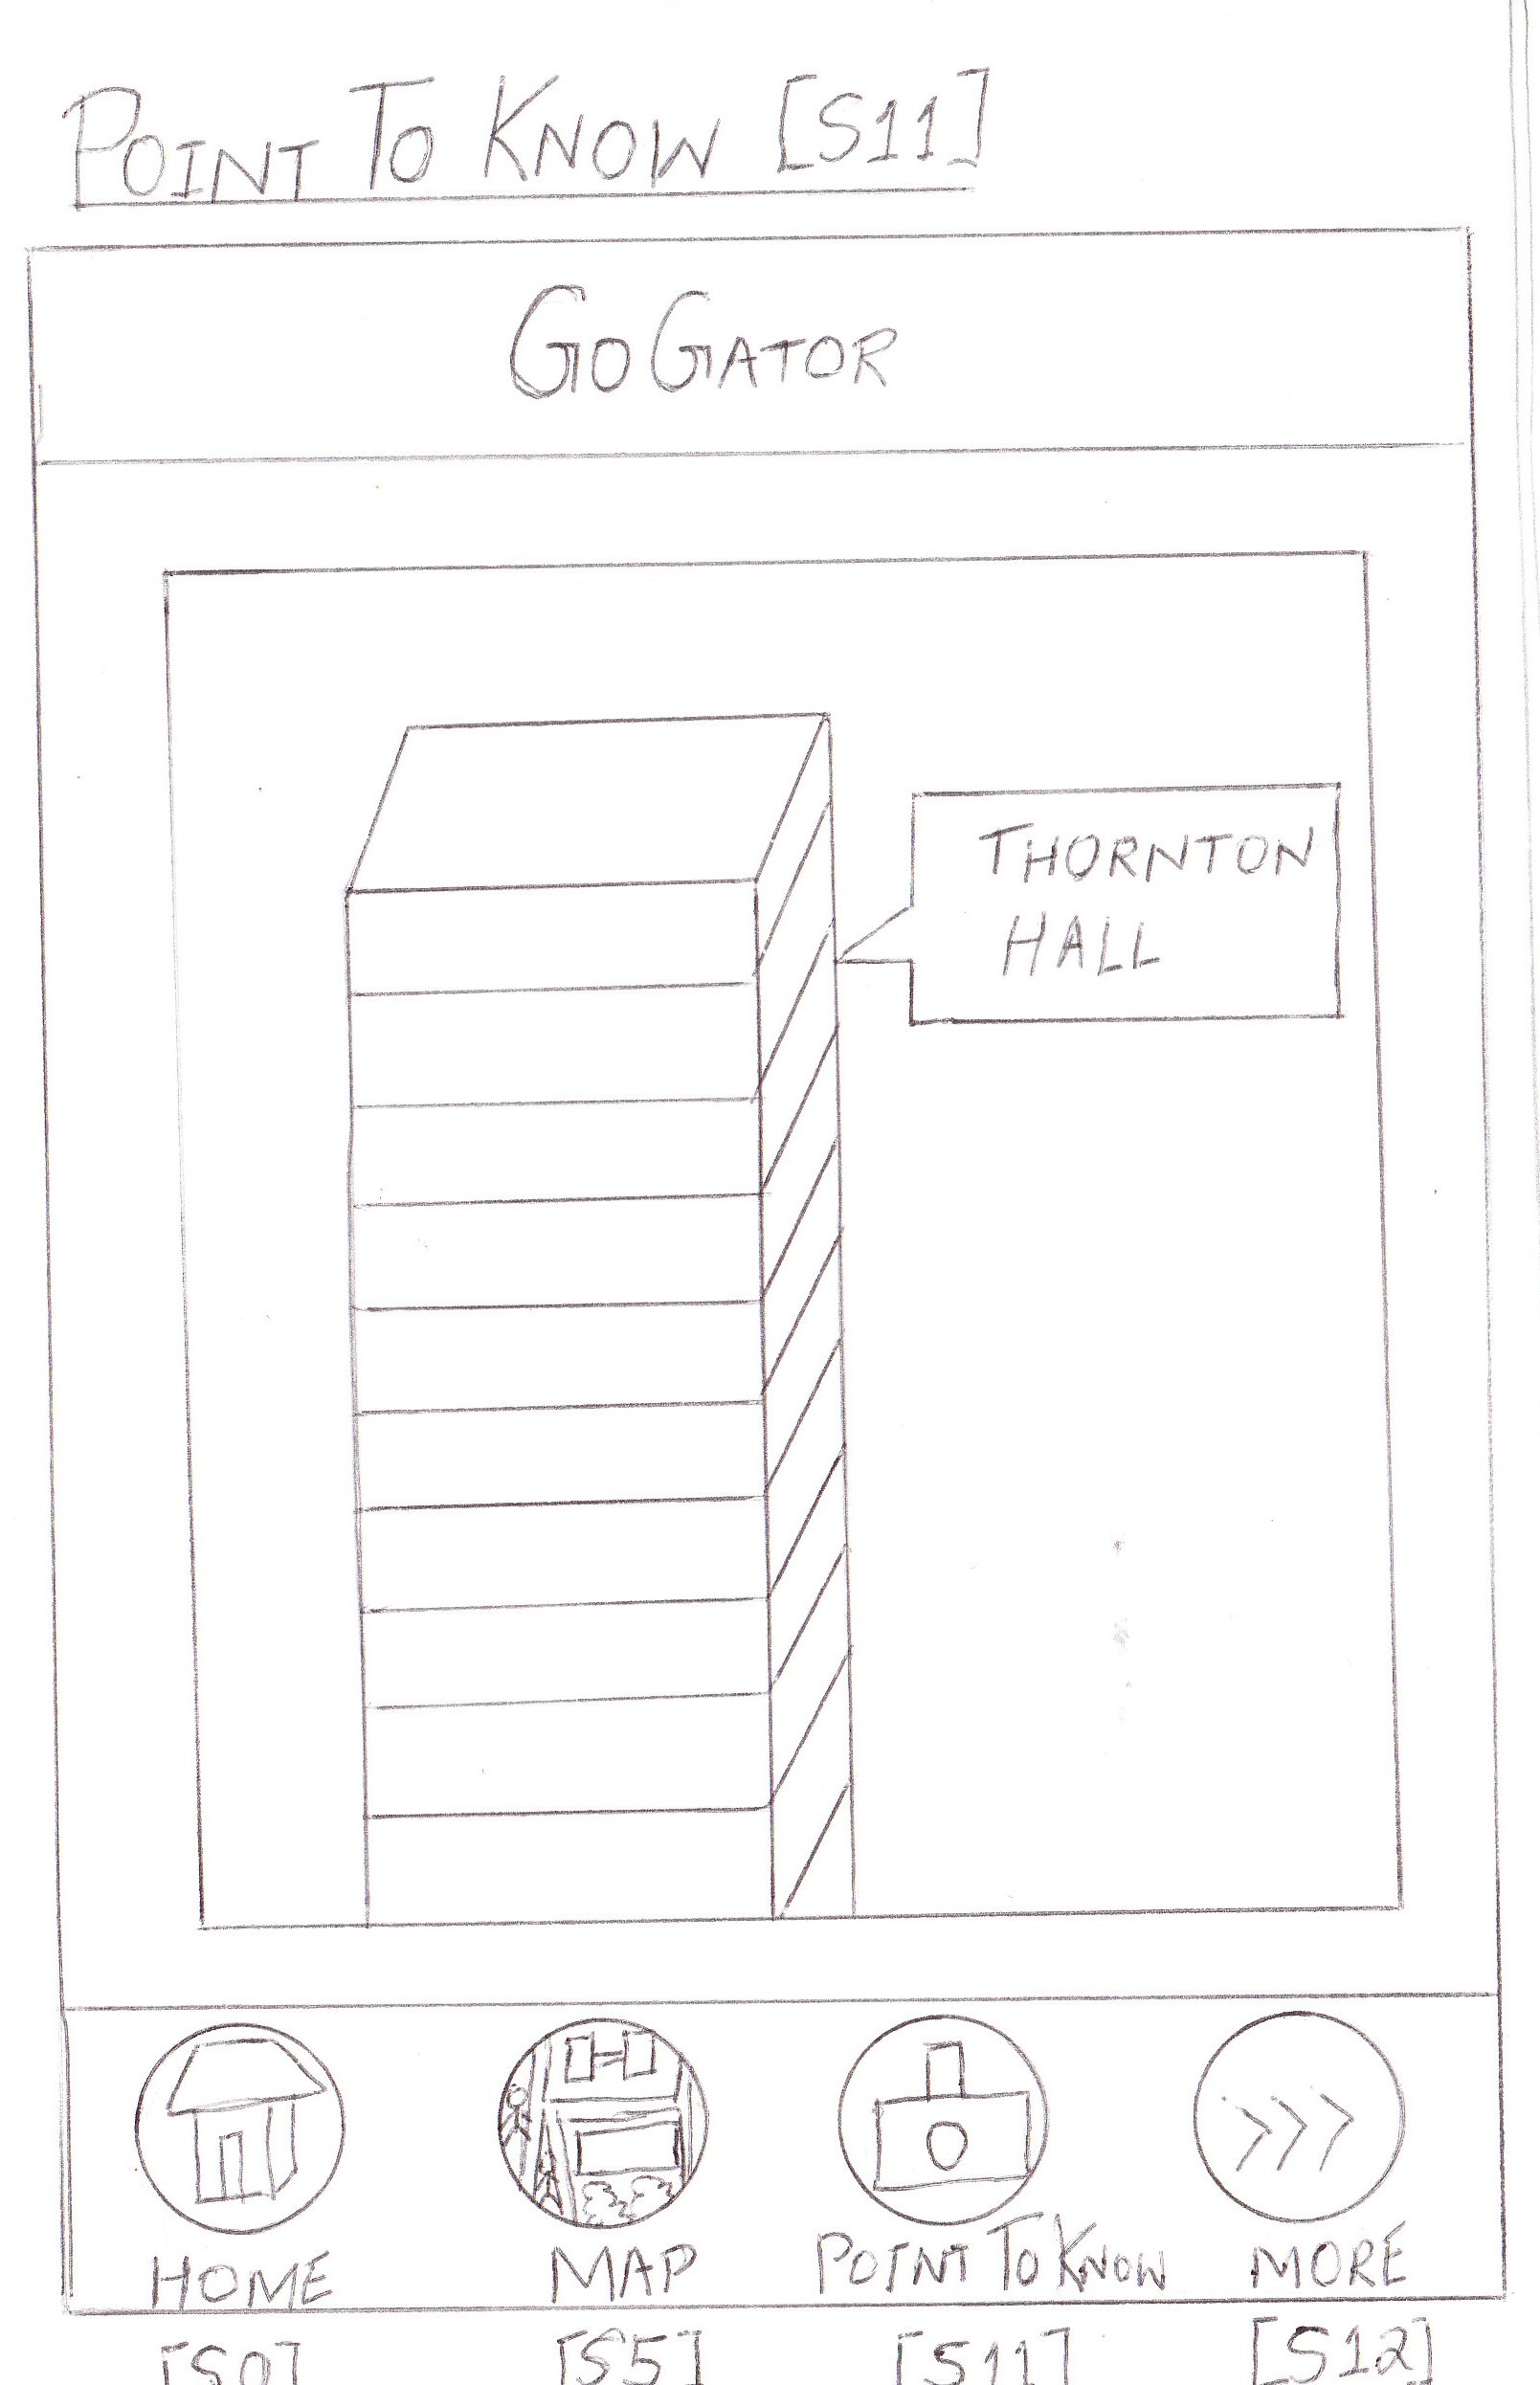 POINT TO KNOW [S11]
GOGATOR
THORNTON
HALL
HOME MAP POINT TO KNOW MORE
[S0] [S5] [S11] [S12]